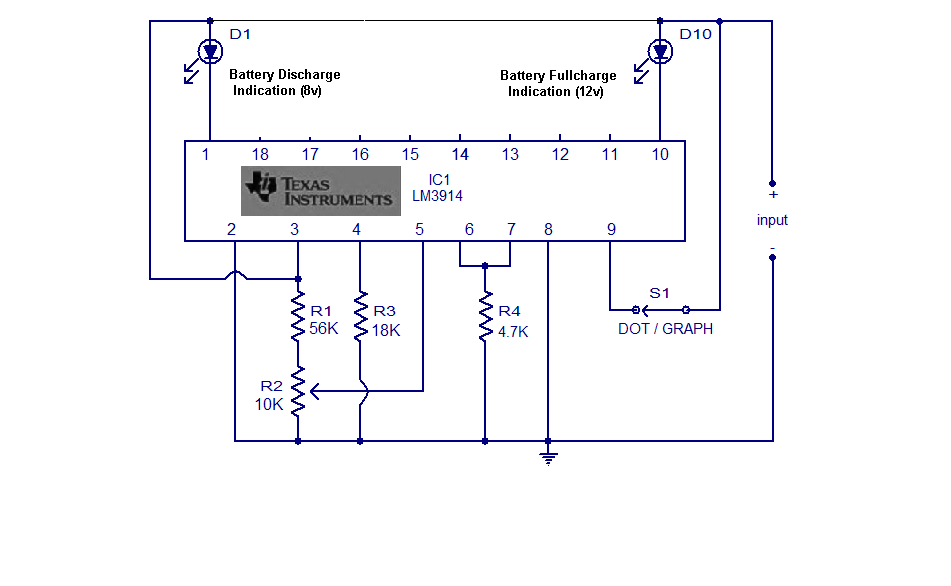 D1
D10
Battery Discharge
Indication (8v)
Battery Fullcharge
Indication (12v)
1 18 17 16 15 14 13 12 11 10
TEXAS
INSTRUMENTS
IC1
LM3914
+
input
-
2 3 4 5 6 7 8 9
S1
DOT / GRAPH
R1
56K
R3
18K
R4
4.7K
R2
10K